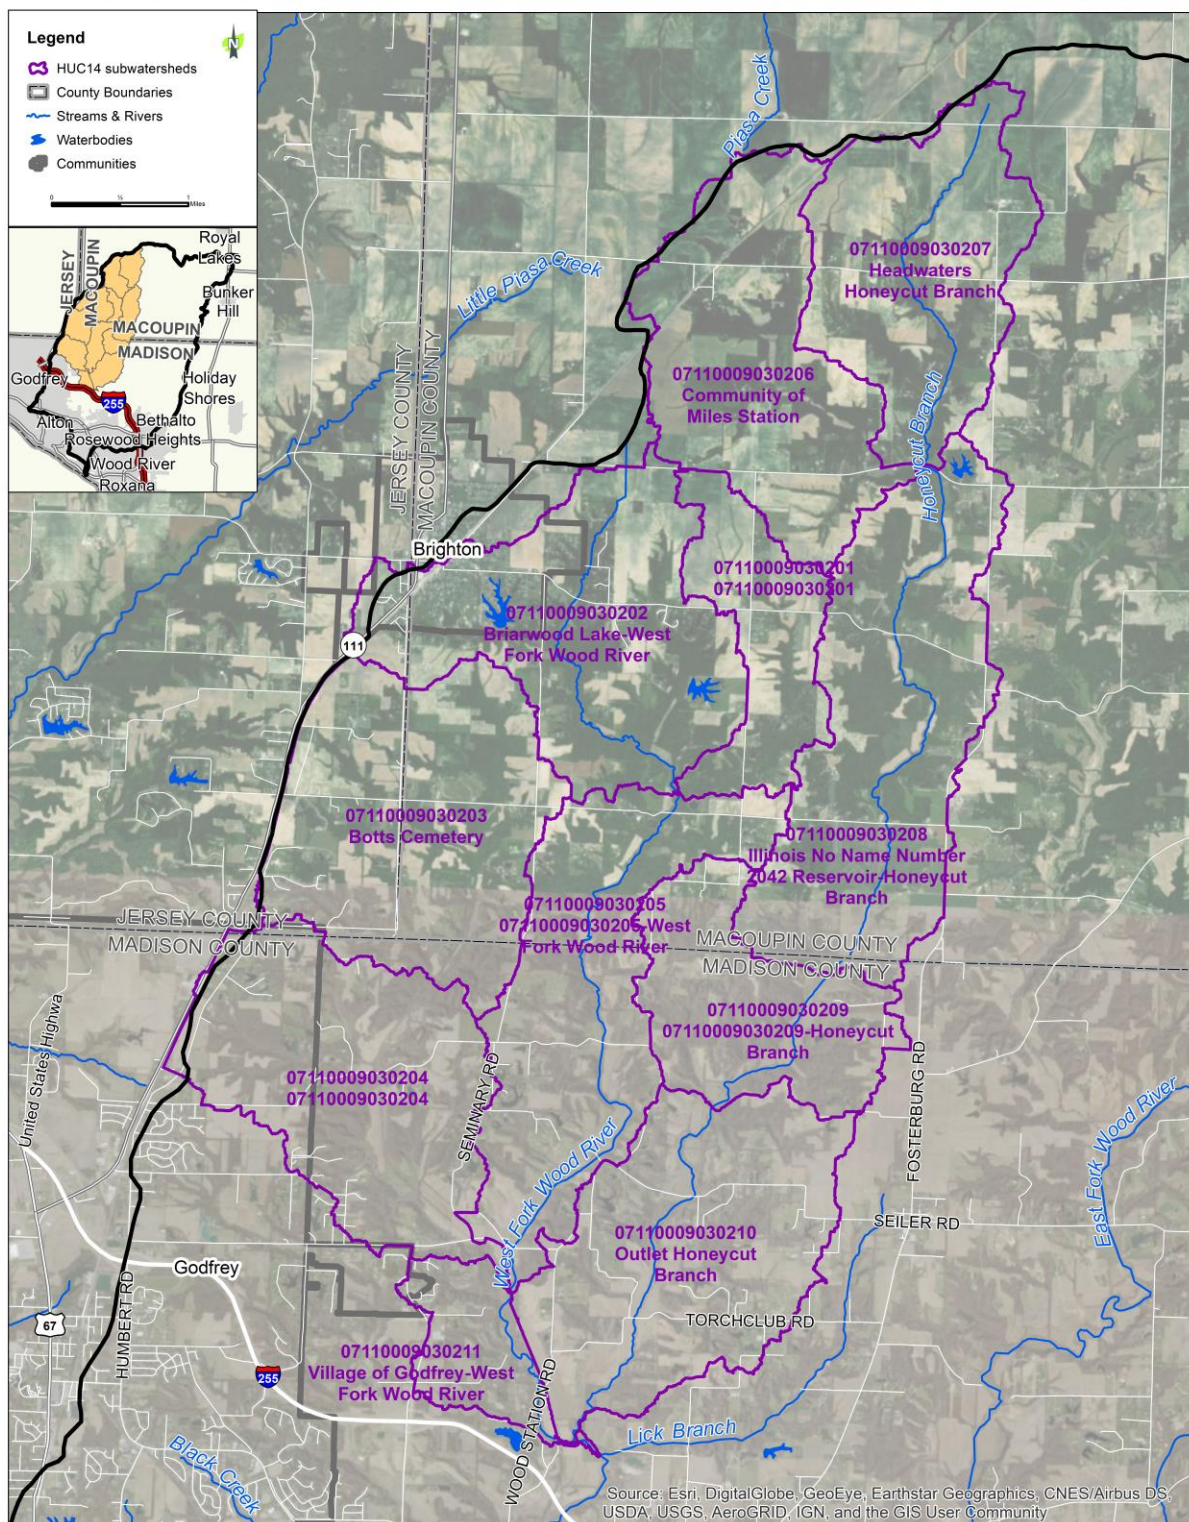 Legend
N
HUC14 subwatersheds
County Boundaries
Streams & Rivers
Waterbodies
Communities
0
½
1
Miles
JERSEY
MACOUPIN
Royal
Lakes
Bunker
Hill
MACOUPIN
MADISON
Godfrey
Holiday
Shores
255
Alton
Bethalto
Rosewood Heights
Wood River
Roxana
Piasa Creek
Little Piasa Creek
07110009030207
Headwaters
Honeycut Branch
JERSEY COUNTY
MACOUPIN COUNTY
07110009030206
Community of
Miles Station
Honeycut Branch
Brighton
07110009030201
07110009030201
07110009030202
Briarwood Lake-West
Fork Wood River
111
07110009030203
Botts Cemetery
07110009030208
Illinois No Name Number
2042 Reservoir-Honeycut
Branch
07110009030205
07110009030205-West
Fork Wood River
JERSEY COUNTY
MADISON COUNTY
MACOUPIN COUNTY
MADISON COUNTY
07110009030209
07110009030209-Honeycut
Branch
United States Highwa
07110009030204
07110009030204
SEMINARY RD
FOSTERBURG RD
West Fork Wood River
East Fork Wood River
SEILER RD
07110009030210
Outlet Honeycut
Branch
Godfrey
HUMBERT RD
67
TORCHCLUB RD
07110009030211
Village of Godfrey-West
Fork Wood River
255
WOOD STATION RD
Lick Branch
Black Creek
Source: Esri, DigitalGlobe, GeoEye, Earthstar Geographics, CNES/Airbus DS,
USDA, USGS, AeroGRID, IGN, and the GIS User Community